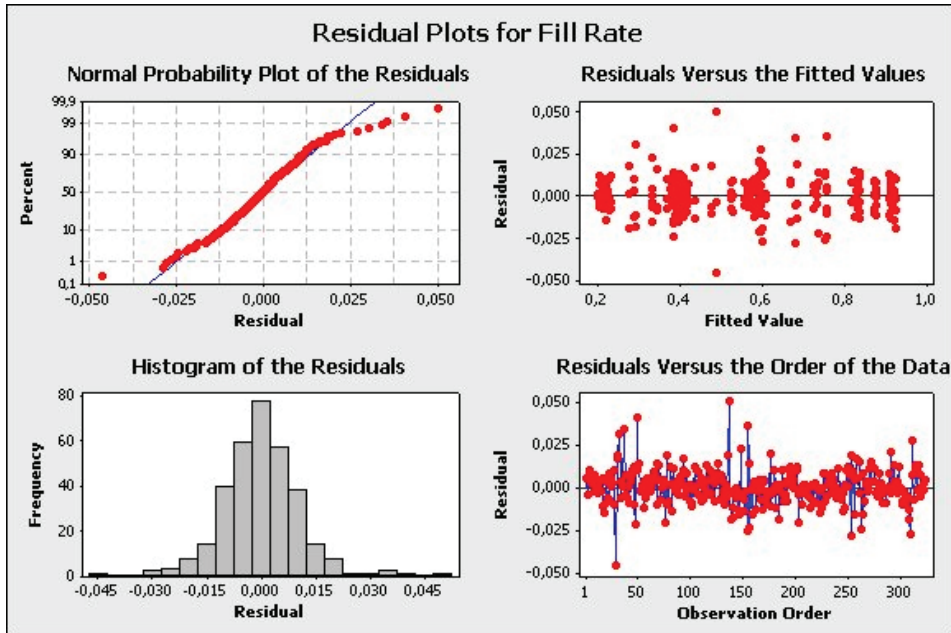 Residual Plots for Fill Rate
Normal Probability Plot of the Residuals
99,9
99
90
50
10
1
0,1
Percent
-0,050 -0,025 0,000 0,025 0,050
Residual
Residuals Versus the Fitted Values
0,050
0,025
0,000
-0,025
-0,050
Residual
0,2 0,4 0,6 0,8 1,0
Fitted Value
Histogram of the Residuals
80
60
40
20
0
Frequency
-0,045 -0,030 -0,015 0,000 0,015 0,030 0,045
Residual
Residuals Versus the Order of the Data
0,050
0,025
0,000
-0,025
-0,050
Residual
1 50 100 150 200 250 300
Observation Order